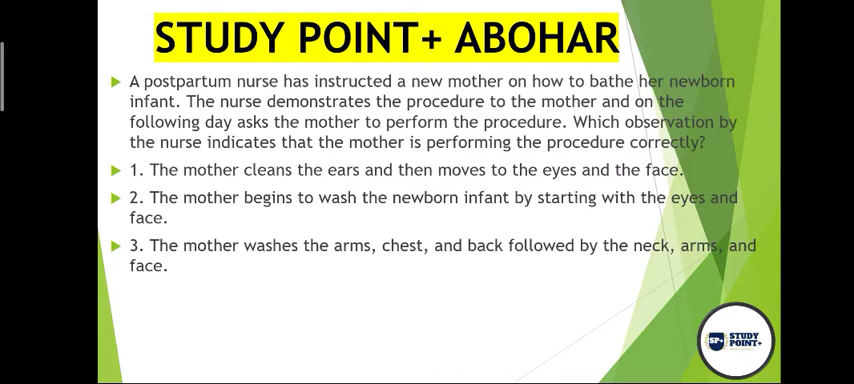 STUDY POINT+ ABOHAR
A postpartum nurse has instructed a new mother on how to bathe her newborn
infant. The nurse demonstrates the procedure to the mother and on the
following day asks the mother to perform the procedure. Which observation by
the nurse indicates that the mother is performing the procedure correctly?
1. The mother cleans the ears and then moves to the eyes and the face.
2. The mother begins to wash the newborn infant by starting with the eyes and
face.
3. The mother washes the arms, chest, and back followed by the neck, arms, and
face.
SP+ STUDY
POINT+